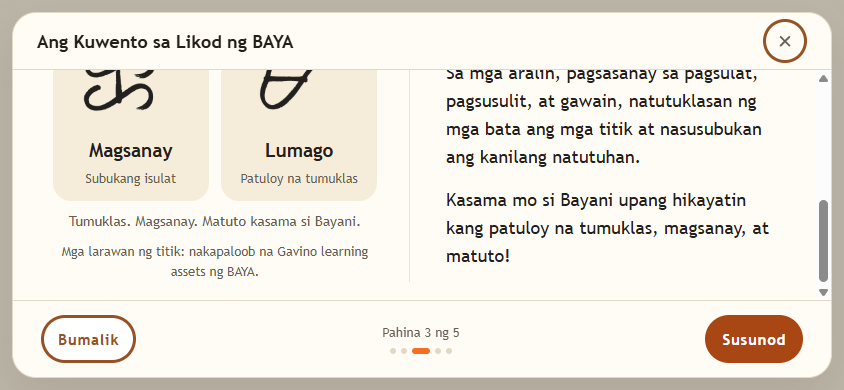 Ang Kuwento sa Likod ng BAYA
Magsanay
Subukang isulat
Lumago
Patuloy na tumuklas
Tumuklas. Magsanay. Matuto kasama si Bayani.
Mga larawan ng titik: nakapaloob na Gavino learning
assets ng BAYA.
Sa mga aralin, pagsasanay sa pagsulat,
pagsusulit, at gawain, natutuklasan ng
mga bata ang mga titik at nasusubukan
ang kanilang natutuhan.
Kasama mo si Bayani upang hikayatin
kang patuloy na tumuklas, magsanay, at
matuto!
Bumalik
Pahina 3 ng 5
Susunod